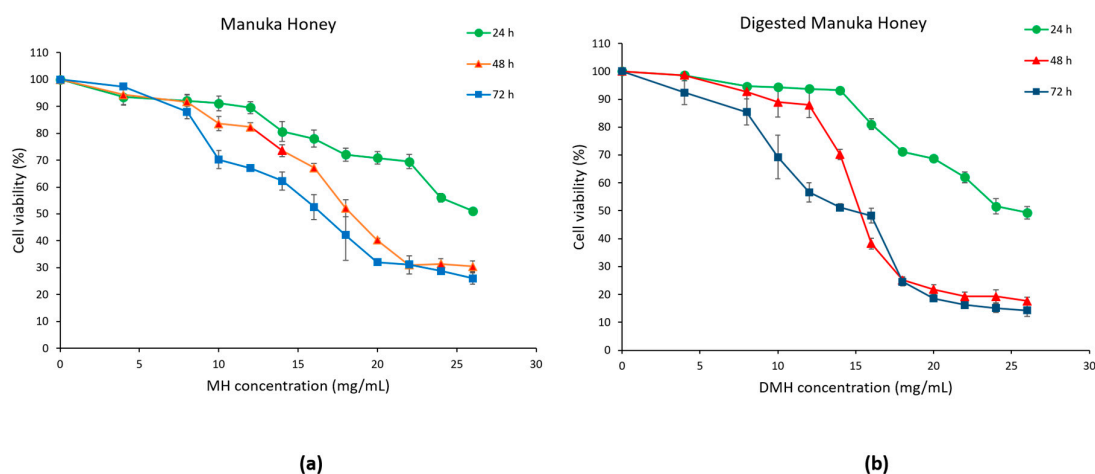 Manuka Honey
24 h
48 h
72 h
110
100
90
80
70
60
50
40
30
20
10
0
Cell viability (%)
0 5 10 15 20 25 30
MH concentration (mg/mL)
(a)
Digested Manuka Honey
24 h
48 h
72 h
110
100
90
80
70
60
50
40
30
20
10
0
Cell viability (%)
0 5 10 15 20 25 30
DMH concentration (mg/mL)
(b)